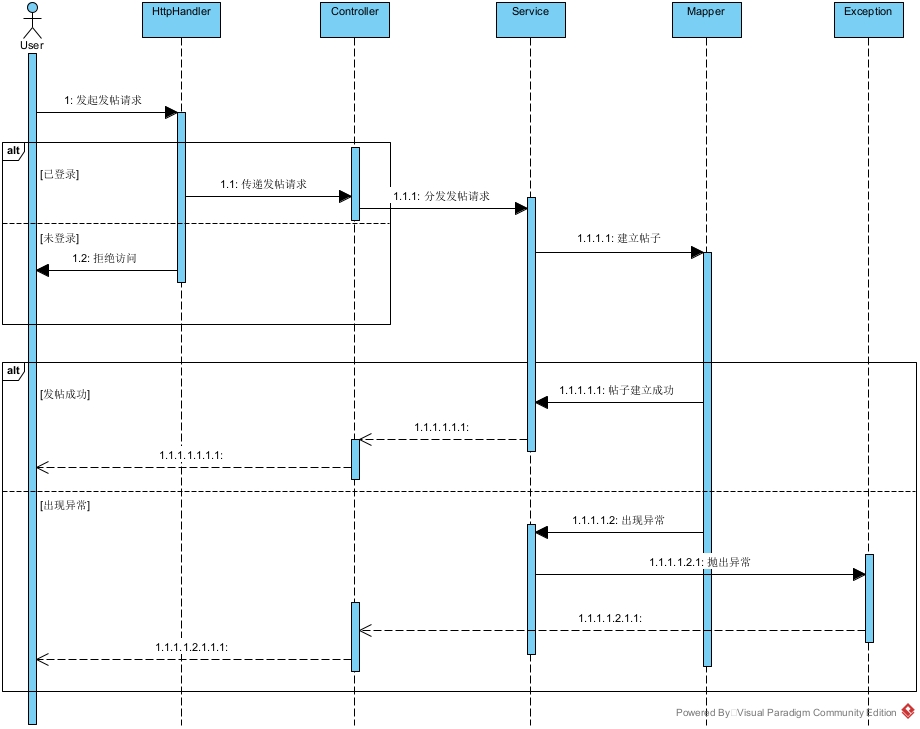 HttpHandler
Controller
Service
Mapper
Exception
User
1: 发起发帖请求
alt
[已登录]
1.1: 传递发帖请求
1.1.1: 分发发帖请求
[未登录]
1.1.1.1: 建立帖子
1.2: 拒绝访问
alt
[发帖成功]
1.1.1.1.1: 帖子建立成功
1.1.1.1.1.1:
1.1.1.1.1.1.1:
[出现异常]
1.1.1.1.2: 出现异常
1.1.1.1.2.1: 抛出异常
1.1.1.1.2.1.1:
1.1.1.1.2.1.1.1:
Powered By Visual Paradigm Community Edition